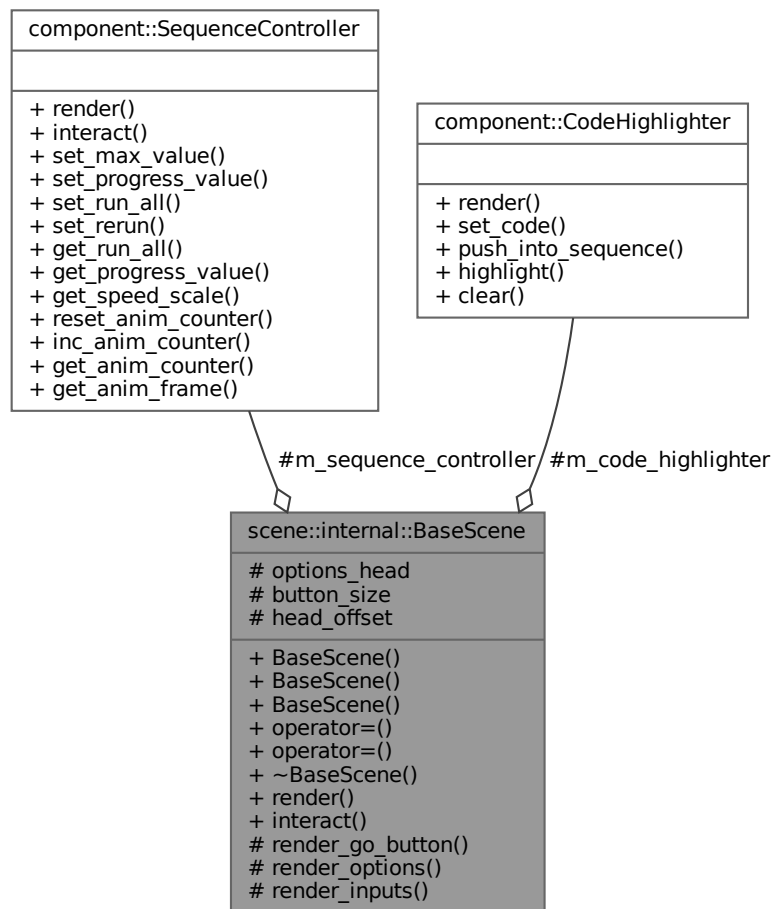 component::SequenceController
+ render()
+ interact()
+ set_max_value()
+ set_progress_value()
+ set_run_all()
+ set_rerun()
+ get_run_all()
+ get_progress_value()
+ get_speed_scale()
+ reset_anim_counter()
+ inc_anim_counter()
+ get_anim_counter()
+ get_anim_frame()
component::CodeHighlighter
+ render()
+ set_code()
+ push_into_sequence()
+ highlight()
+ clear()
#m_sequence_controller
#m_code_highlighter
scene::internal::BaseScene
# options_head
# button_size
# head_offset
+ BaseScene()
+ BaseScene()
+ BaseScene()
+ operator=()
+ operator=()
+ ~BaseScene()
+ render()
+ interact()
# render_go_button()
# render_options()
# render_inputs()